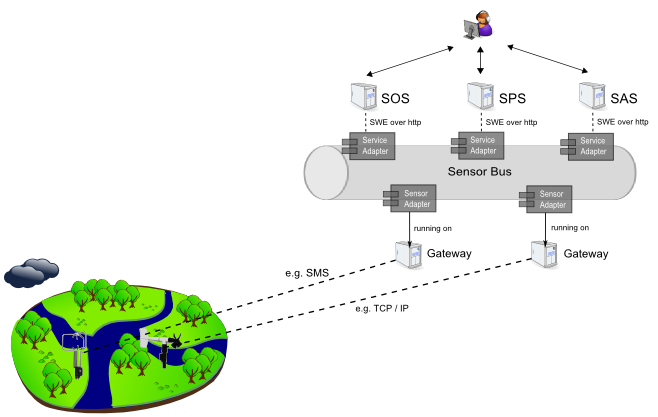 SOS
SPS
SAS
SWE over http
SWE over http
SWE over http
Service
Adapter
Service
Adapter
Service
Adapter
Sensor Bus
Sensor
Adapter
Sensor
Adapter
running on
running on
Gateway
Gateway
e.g. SMS
e.g. TCP / IP